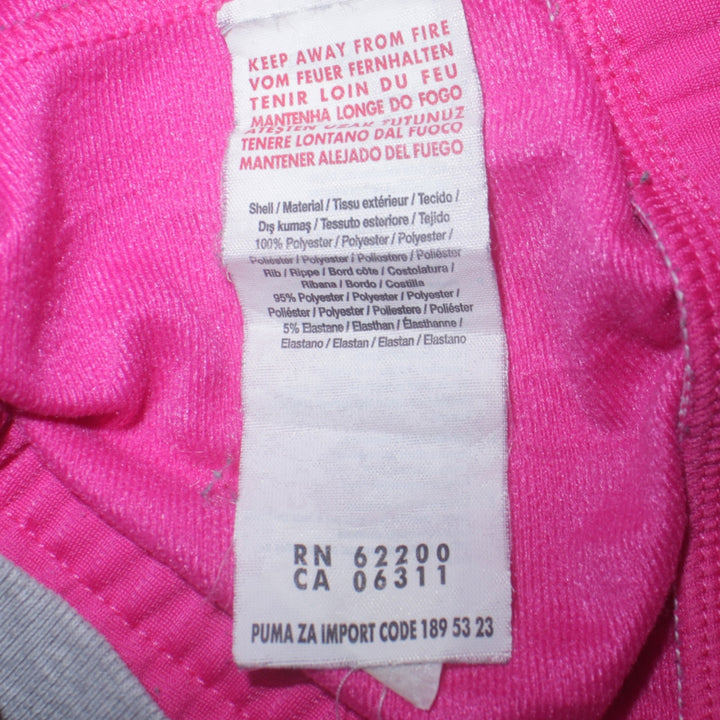 KEEP AWAY FROM FIRE
VOM FEUER FERNHALTEN
TENIR LOIN DU FEU
MANTENHA LONGE DO FOGO
ATEŞTEN UZAK TUTUNUZ
TENERE LONTANO DAL FUOCO
MANTENER ALEJADO DEL FUEGO
Shell / Material / Tissu extérieur / Tecido /
Dış kumaş / Tessuto esteriore / Tejido
100% Polyester / Polyester / Polyester /
Poliéster / Polyester / Poliestere / Poliéster
Rib / Rippe / Bord côte / Costolatura /
Ribana / Bordo / Costilla
95% Polyester / Polyester / Polyester /
Poliéster / Polyester / Poliestere / Poliéster
5% Elastane / Elasthan / Élasthanne /
Elastano / Elastan / Elastan / Elastano
RN 62200
CA 06311
PUMA ZA IMPORT CODE 189 53 23